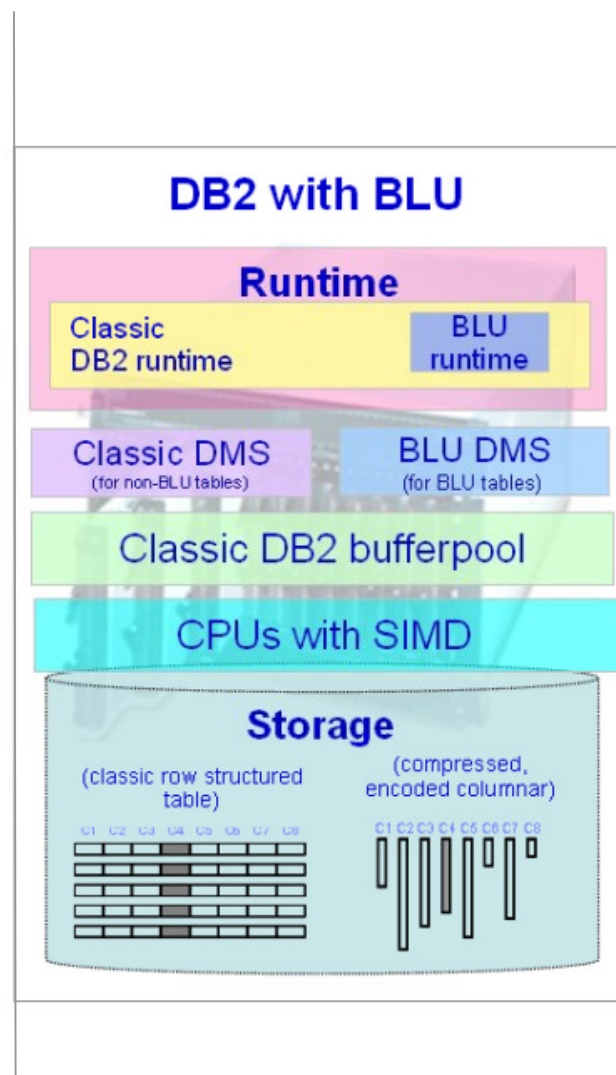 DB2 with BLU
Runtime
Classic
DB2 runtime
BLU
runtime
Classic DMS
(for non-BLU tables)
BLU DMS
(for BLU tables)
Classic DB2 bufferpool
CPUs with SIMD
Storage
(classic row structured
table)
C1 C2 C3 C4 C5 C6 C7 C8
(compressed,
encoded columnar)
C1 C2 C3 C4 C5 C6 C7 C8